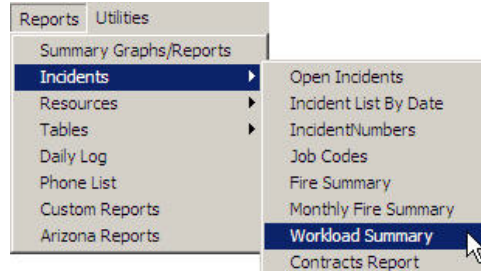 Reports Utilities
Summary Graphs/Reports
Incidents
Resources
Tables
Daily Log
Phone List
Custom Reports
Arizona Reports
Open Incidents
Incident List By Date
IncidentNumbers
Job Codes
Fire Summary
Monthly Fire Summary
Workload Summary
Contracts Report